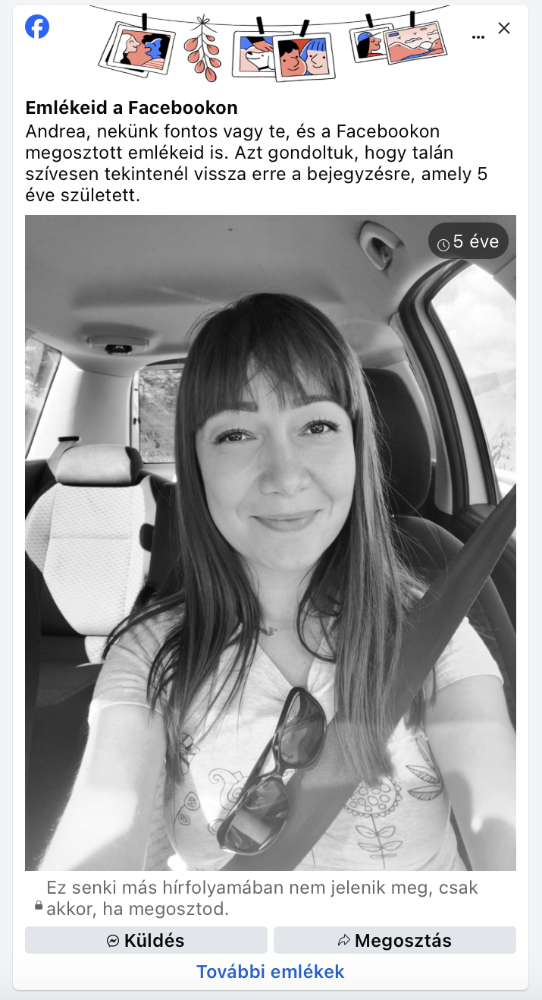 Emlékeid a Facebookon
Andrea, nekünk fontos vagy te, és a Facebookon
megosztott emlékeid is. Azt gondoltuk, hogy talán
szívesen tekintenél vissza erre a bejegyzésre, amely 5
éve született.
5 éve
Ez senki más hírfolyamában nem jelenik meg, csak
akkor, ha megosztod.
Küldés
Megosztás
További emlékek